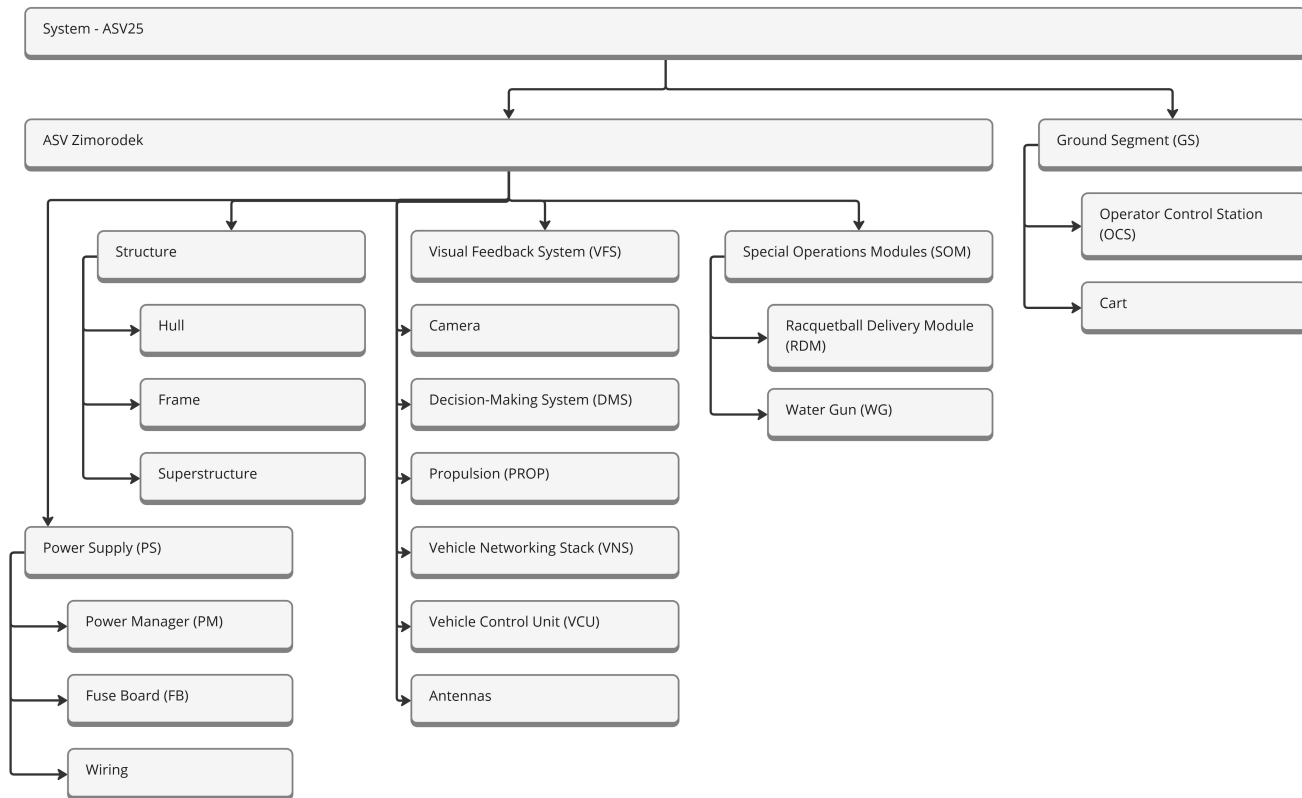 System - ASV25
ASV Zimorodek
Ground Segment (GS)
Operator Control Station
(OCS)
Cart
Structure
Hull
Frame
Superstructure
Visual Feedback System (VFS)
Camera
Decision-Making System (DMS)
Propulsion (PROP)
Vehicle Networking Stack (VNS)
Vehicle Control Unit (VCU)
Antennas
Special Operations Modules (SOM)
Racquetball Delivery Module
(RDM)
Water Gun (WG)
Power Supply (PS)
Power Manager (PM)
Fuse Board (FB)
Wiring